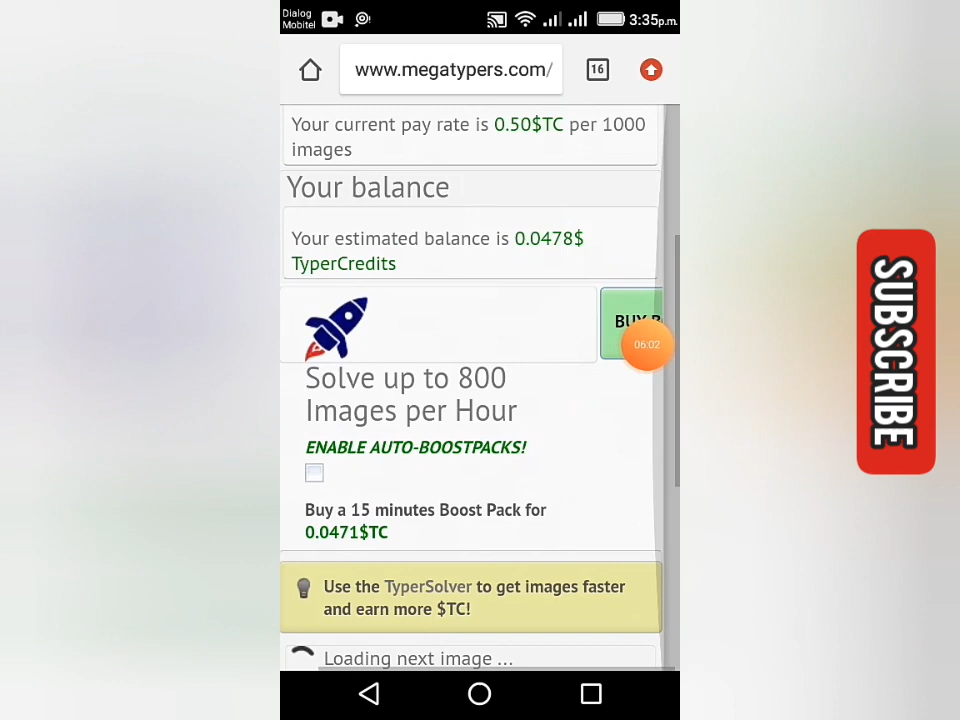 Dialog
Mobitel
3:35p.m.
www.megatypers.com/
16
Your current pay rate is 0.50$TC per 1000
images
Your balance
Your estimated balance is 0.0478$
TyperCredits
BUY B
06:02
Solve up to 800
Images per Hour
ENABLE AUTO-BOOSTPACKS!
Buy a 15 minutes Boost Pack for
0.0471$TC
Use the TyperSolver to get images faster
and earn more $TC!
Loading next image ...
SUBSCRIBE